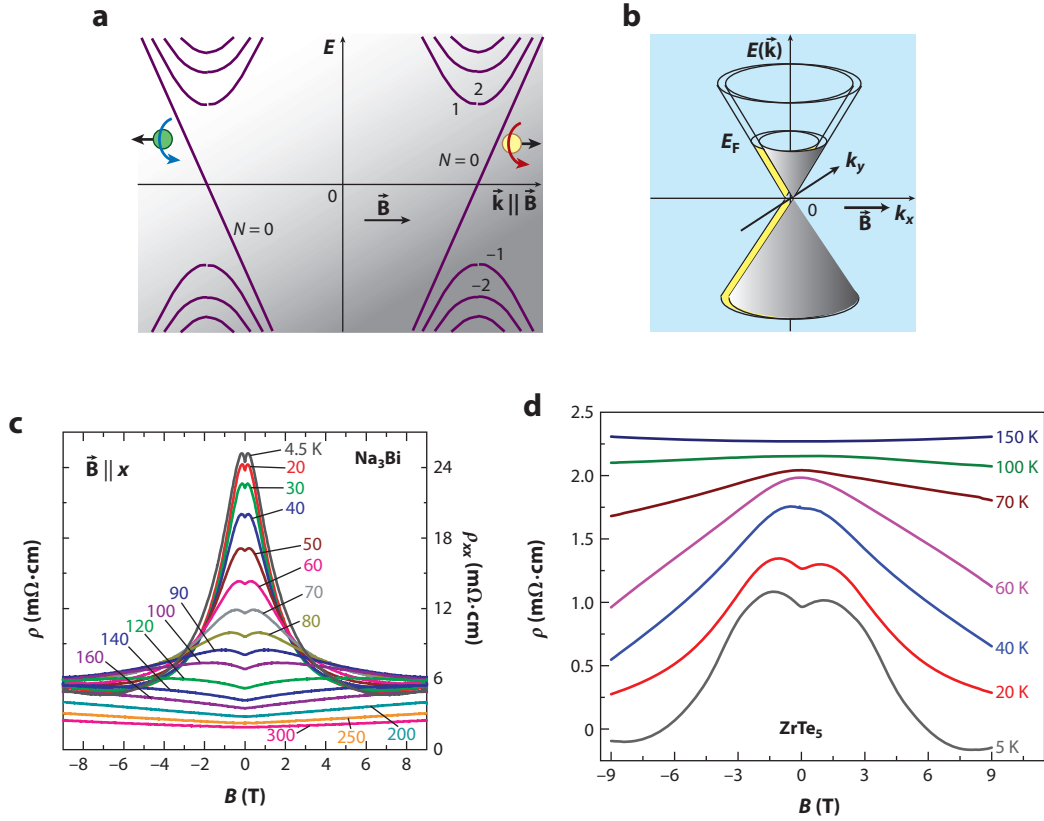 a
E
2
1
N = 0
0
B
k || B
N = 0
–1
–2
b
E(k)
E_F
k_y
0
B
k_x
c
B || x
Na₃Bi
4.5 K
20
30
40
50
60
70
80
90
100
120
140
160
200
250
300
24
18
12
6
0
ρ (mΩ·cm)
ρxx (mΩ·cm)
–8 –6 –4 –2 0 2 4 6 8
B (T)
d
2.5
2.0
1.5
1.0
0.5
0
ρ (mΩ·cm)
150 K
100 K
70 K
60 K
40 K
20 K
5 K
ZrTe₅
–9 –6 –3 0 3 6 9
B (T)